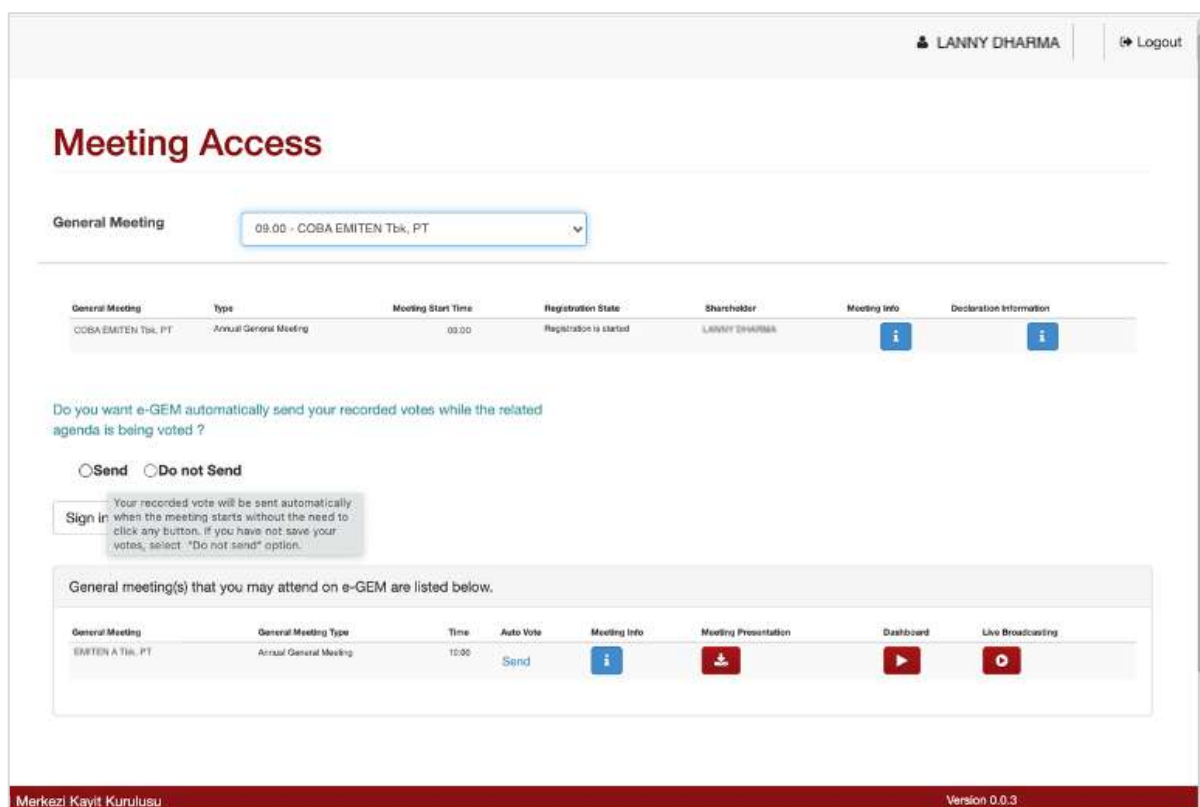 LANNY DHARMA Logout
Meeting Access
General Meeting 09.00 - COBA EMITEN Tbk, PT
General Meeting Type Meeting Start Time Registration State Shareholder Meeting Info Declaration Information
COBA EMITEN Tbk, PT Annual General Meeting 09.00 Registration is started LANNY DHARMA
Do you want e-GEM automatically send your recorded votes while the related
agenda is being voted ?
Send Do not Send
Sign in
Your recorded vote will be sent automatically
when the meeting starts without the need to
click any button. If you have not save your
votes, select "Do not send" option.
General meeting(s) that you may attend on e-GEM are listed below.
General Meeting General Meeting Type Time Auto Vote Meeting Info Meeting Presentation Dashboard Live Broadcasting
EMITEN A Tbk, PT Annual General Meeting 10:00 Send
Merkezi Kayit Kurulusu Version 0.0.3